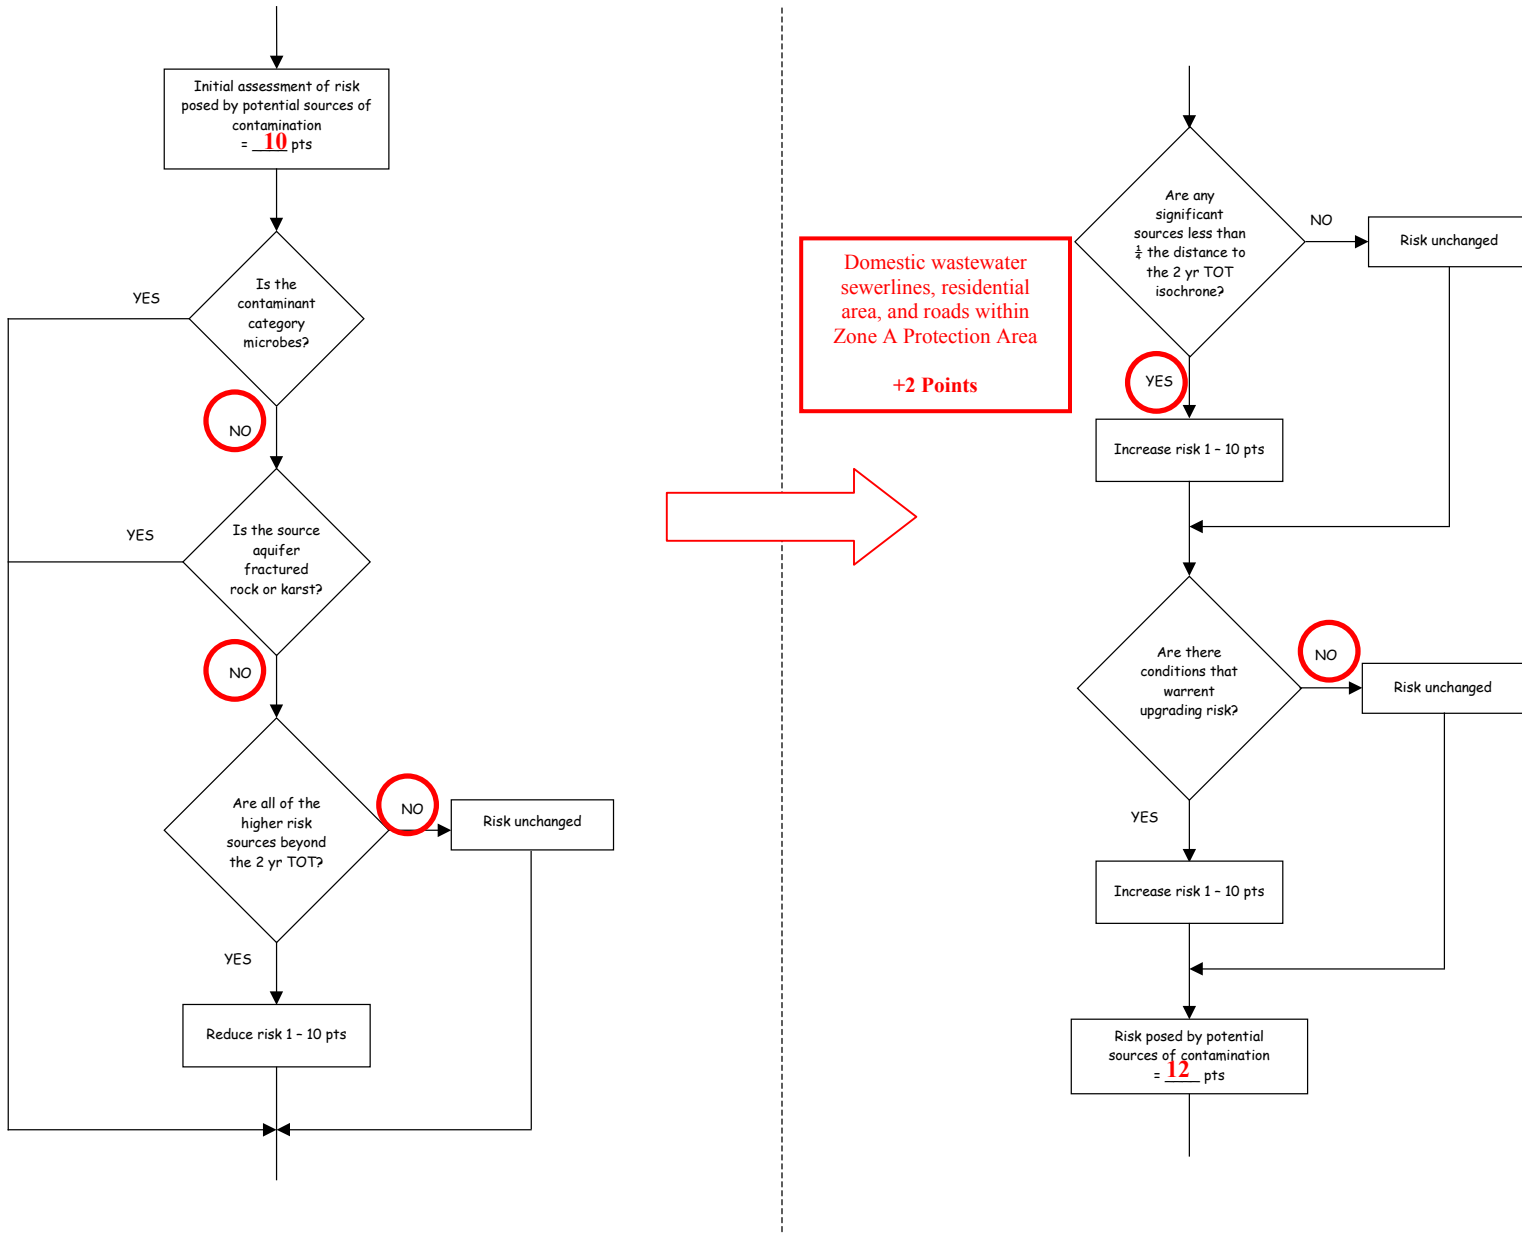 Initial assessment of risk
posed by potential sources of
contamination
= 10 pts
Is the
contaminant
category
microbes?
YES
NO
Is the source
aquifer
fractured
rock or karst?
YES
NO
Are all of the
higher risk
sources beyond
the 2 yr TOT?
NO
Risk unchanged
YES
Reduce risk 1 – 10 pts
Domestic wastewater
sewerlines, residential
area, and roads within
Zone A Protection Area
+2 Points
Are any
significant
sources less than
¼ the distance to
the 2 yr TOT
isochrone?
NO
Risk unchanged
YES
Increase risk 1 – 10 pts
Are there
conditions that
warrent
upgrading risk?
NO
Risk unchanged
YES
Increase risk 1 – 10 pts
Risk posed by potential
sources of contamination
= 12 pts